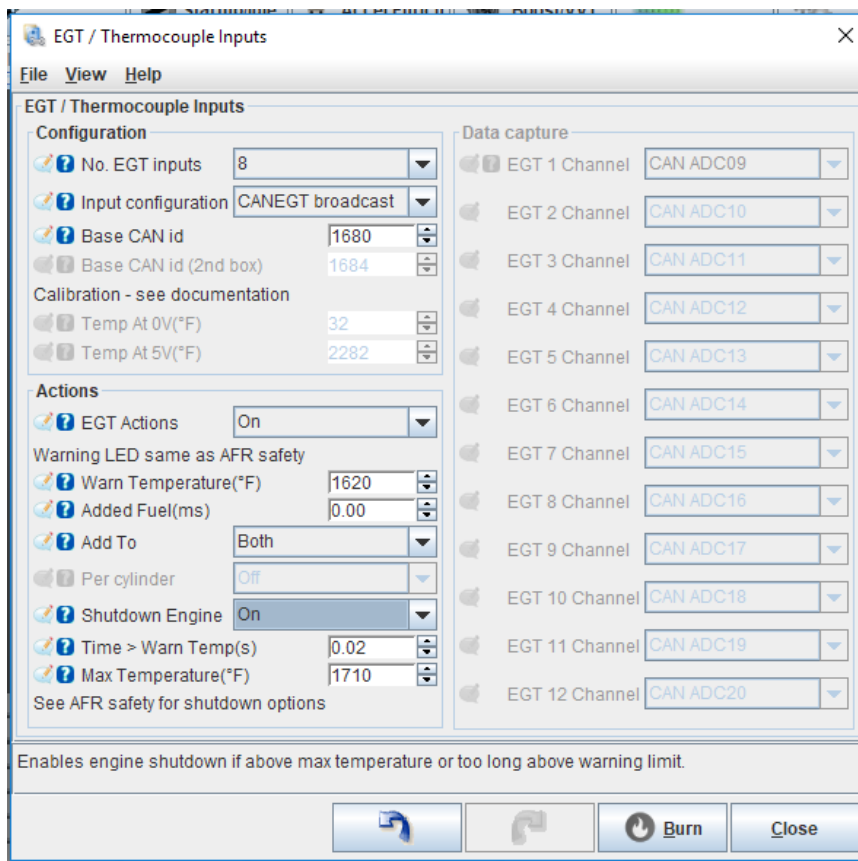 EGT / Thermocouple Inputs
File View Help
EGT / Thermocouple Inputs
Configuration
No. EGT inputs 8
Input configuration CANEGT broadcast
Base CAN id 1680
Base CAN id (2nd box) 1684
Calibration - see documentation
Temp At 0V(°F) 32
Temp At 5V(°F) 2282
Actions
EGT Actions On
Warning LED same as AFR safety
Warn Temperature(°F) 1620
Added Fuel(ms) 0.00
Add To Both
Per cylinder Off
Shutdown Engine On
Time > Warn Temp(s) 0.02
Max Temperature(°F) 1710
See AFR safety for shutdown options
Data capture
EGT 1 Channel CAN ADC09
EGT 2 Channel CAN ADC10
EGT 3 Channel CAN ADC11
EGT 4 Channel CAN ADC12
EGT 5 Channel CAN ADC13
EGT 6 Channel CAN ADC14
EGT 7 Channel CAN ADC15
EGT 8 Channel CAN ADC16
EGT 9 Channel CAN ADC17
EGT 10 Channel CAN ADC18
EGT 11 Channel CAN ADC19
EGT 12 Channel CAN ADC20
Enables engine shutdown if above max temperature or too long above warning limit.
Burn
Close